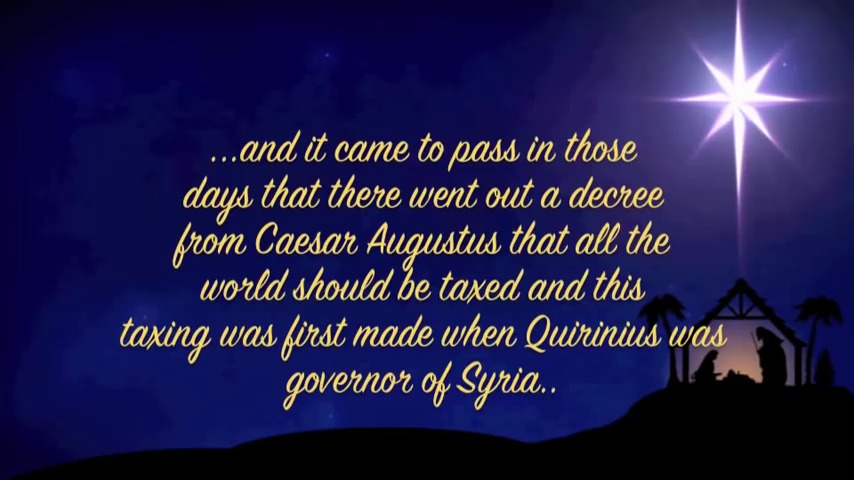 ...and it came to pass in those
days that there went out a decree
from Caesar Augustus that all the
world should be taxed and this
taxing was first made when Quirinius was
governor of Syria..